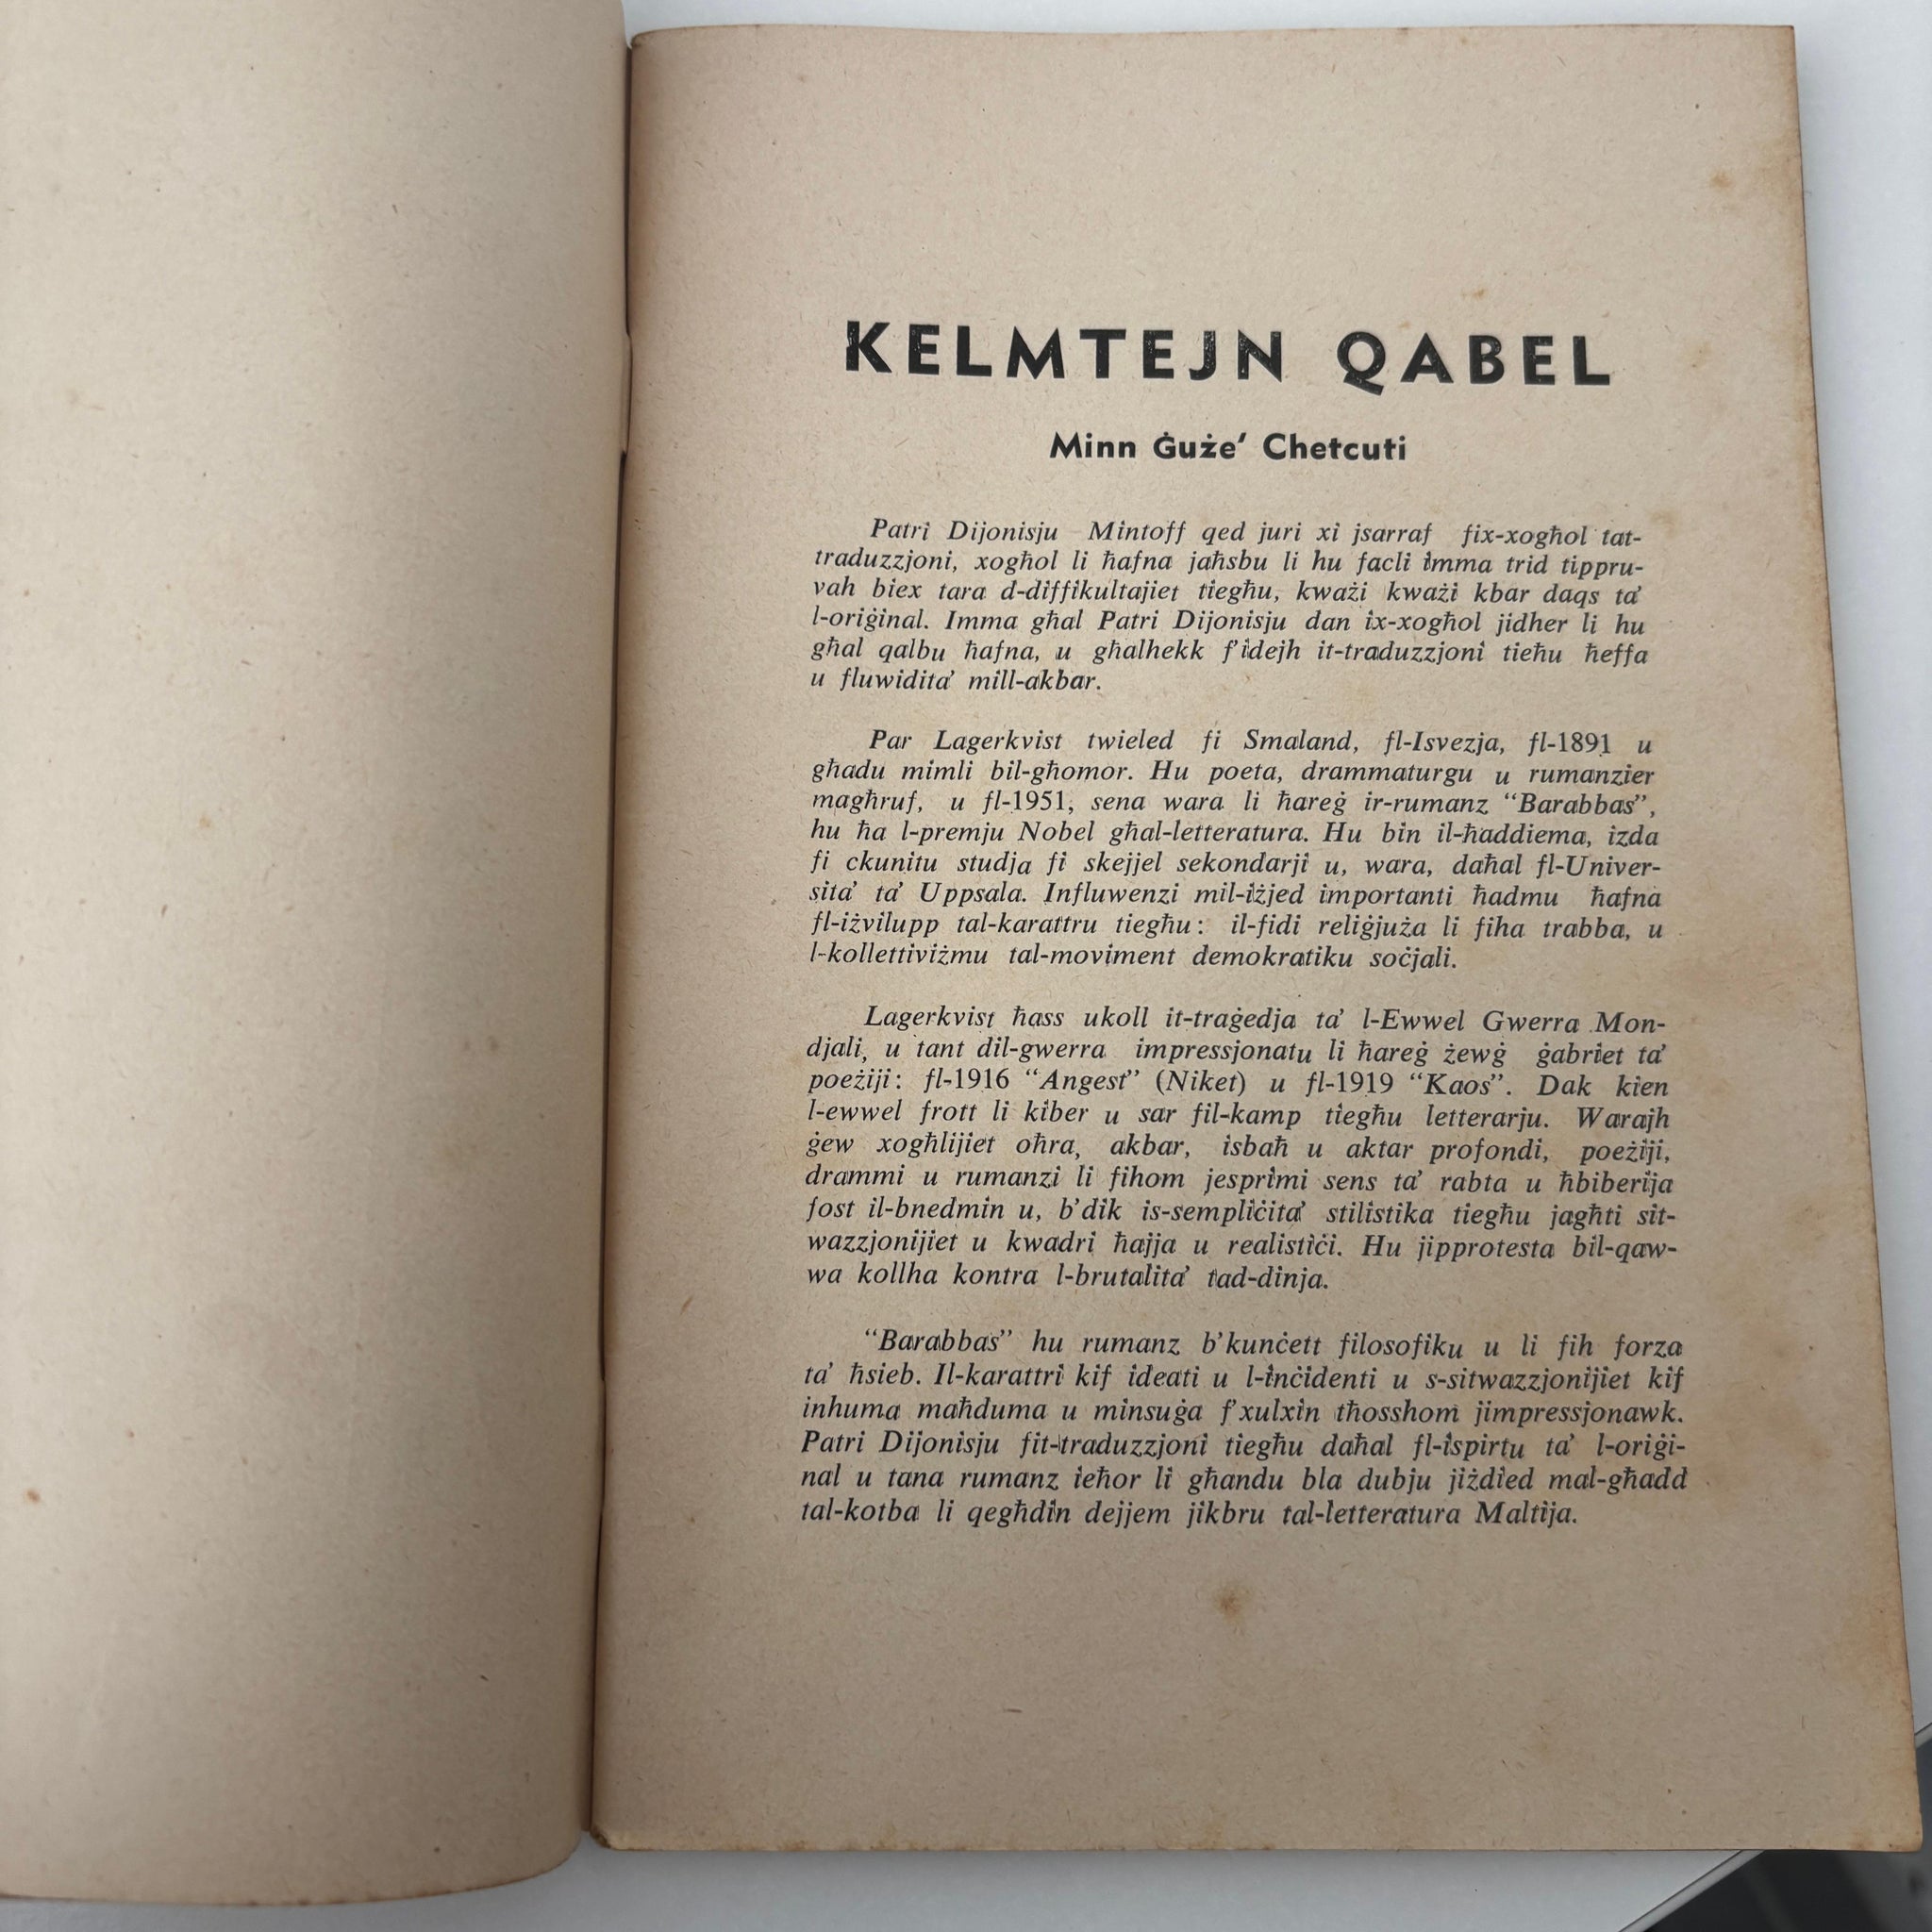 KELMTEJN QABEL
Minn Ġuże' Chetcuti
Patri Dijonisju Mintoff qed juri xi jsarraf fix-xogħol tat-
traduzzjoni, xogħol li ħafna jaħsbu li hu facli imma trid tippru-
vah biex tara d-diffikultajiet tiegħu, kważi kważi kbar daqs ta'
l-oriġinal. Imma għal Patri Dijonisju dan ix-xogħol jidher li hu
għal qalbu ħafna, u għalhekk f'idejh it-traduzzjoni tieħu ħeffa
u fluwidita' mill-akbar.
Par Lagerkvist twieled fi Smaland, fl-Isvezja, fl-1891 u
għadu mimli bil-għomor. Hu poeta, drammaturgu u rumanzier
magħruf, u fl-1951, sena wara li ħareġ ir-rumanz "Barabbas",
hu ħa l-premju Nobel għal-letteratura. Hu bin il-ħaddiema, izda
fi ckunitu studja fi skejjel sekondarji u, wara, daħal fl-Univer-
sita' ta' Uppsala. Influwenzi mil-iżjed importanti ħadmu ħafna
fl-iżvilupp tal-karattru tiegħu: il-fidi reliġjuża li fiha trabba, u
l-kollettiviżmu tal-moviment demokratiku soċjali.
Lagerkvist ħass ukoll it-traġedja ta' l-Ewwel Gwerra Mon-
djali, u tant dil-gwerra impressjonatu li ħareġ żewġ ġabriet ta'
poeżiji: fl-1916 "Angest" (Niket) u fl-1919 "Kaos". Dak kien
l-ewwel frott li kiber u sar fil-kamp tiegħu letterarju. Warajh
ġew xogħlijiet oħra, akbar, isbaħ u aktar profondi, poeżiji,
drammi u rumanzi li fihom jesprimi sens ta' rabta u ħbiberija
fost il-bnedmin u, b'dik is-sempliċita' stilistika tiegħu jagħti sit-
wazzjonijiet u kwadri ħajja u realistiċi. Hu jipprotesta bil-qaw-
wa kollha kontra l-brutalita' tad-dinja.
"Barabbas" hu rumanz b'kunċett filosofiku u li fih forza
ta' ħsieb. Il-karattri kif ideati u l-inċidenti u s-sitwazzjonijiet kif
inhuma maħduma u minsuġa f'xulxin tħosshom jimpressjonawk.
Patri Dijonisju fit-traduzzjoni tiegħu daħal fl-ispirtu ta' l-oriġi-
nal u tana rumanz ieħor li għandu bla dubju jiżdied mal-għadd
tal-kotba li qegħdin dejjem jikbru tal-letteratura Maltija.